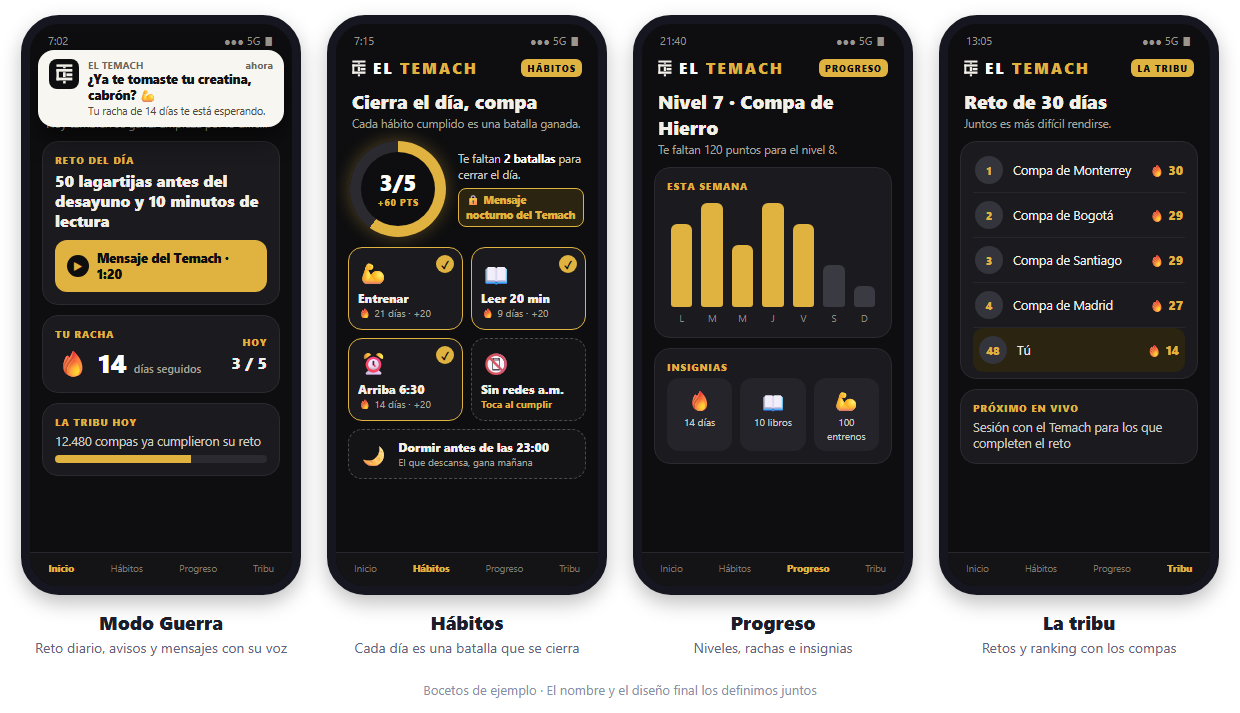 7:02
5G
EL TEMACH
ahora
¿Ya te tomaste tu creatina,
cabrón? 💪
Tu racha de 14 días te está esperando.
RETO DEL DÍA
50 lagartijas antes del
desayuno y 10 minutos de
lectura
Mensaje del Temach ·
1:20
TU RACHA
14 días seguidos
HOY
3 / 5
LA TRIBU HOY
12.480 compas ya cumplieron su reto
Inicio Hábitos Progreso Tribu
Modo Guerra
Reto diario, avisos y mensajes con su voz
7:15
5G
EL TEMACH
HÁBITOS
Cierra el día, compa
Cada hábito cumplido es una batalla ganada.
3/5
+60 PTS
Te faltan 2 batallas para
cerrar el día.
🔒 Mensaje
nocturno del Temach
Entrenar
🔥 21 días · +20
Leer 20 min
🔥 9 días · +20
Arriba 6:30
🔥 14 días · +20
Sin redes a.m.
Toca al cumplir
Dormir antes de las 23:00
El que descansa, gana mañana
Inicio Hábitos Progreso Tribu
Hábitos
Cada día es una batalla que se cierra
21:40
5G
EL TEMACH
PROGRESO
Nivel 7 · Compa de
Hierro
Te faltan 120 puntos para el nivel 8.
ESTA SEMANA
L M M J V S D
INSIGNIAS
14 días
10 libros
100
entrenos
Inicio Hábitos Progreso Tribu
Progreso
Niveles, rachas e insignias
13:05
5G
EL TEMACH
LA TRIBU
Reto de 30 días
Juntos es más difícil rendirse.
1 Compa de Monterrey 🔥 30
2 Compa de Bogotá 🔥 29
3 Compa de Santiago 🔥 29
4 Compa de Madrid 🔥 27
48 Tú 🔥 14
PRÓXIMO EN VIVO
Sesión con el Temach para los que
completen el reto
Inicio Hábitos Progreso Tribu
La tribu
Retos y ranking con los compas
Bocetos de ejemplo · El nombre y el diseño final los definimos juntos